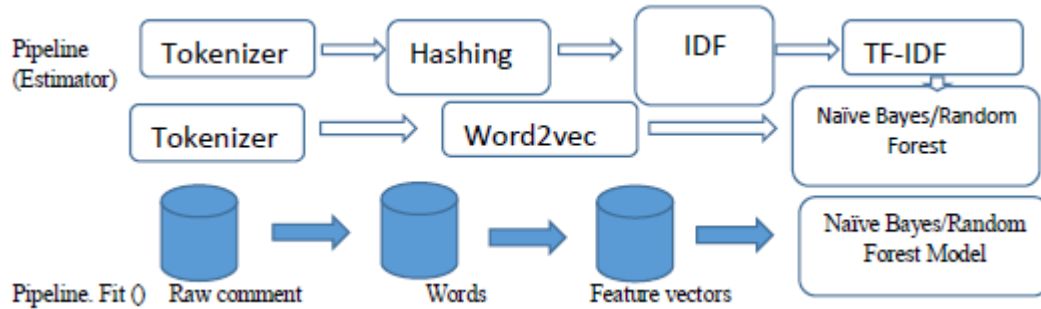 Pipeline
(Estimator)
Tokenizer
Hashing
IDF
TF-IDF
Tokenizer
Word2vec
Naïve Bayes/Random
Forest
Naïve Bayes/Random
Forest Model
Pipeline. Fit ()
Raw comment
Words
Feature vectors